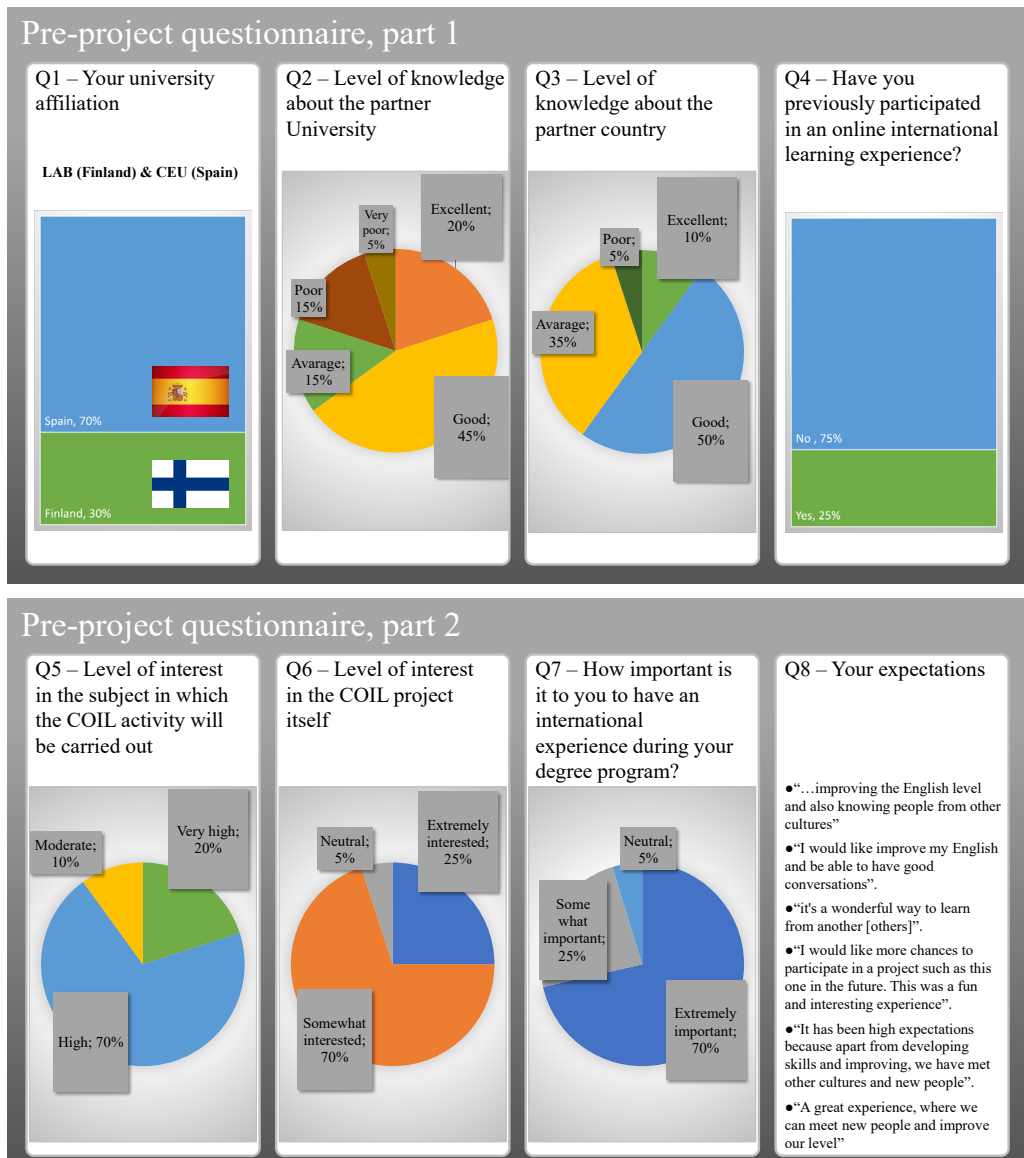 Pre-project questionnaire, part 1
Q1 – Your university
affiliation
LAB (Finland) & CEU (Spain)
Spain, 70%
Finland, 30%
Q2 – Level of knowledge
about the partner
University
Very
poor;
5%
Excellent;
20%
Poor
15%
Avarage;
15%
Good;
45%
Q3 – Level of
knowledge about the
partner country
Poor;
5%
Excellent;
10%
Avarage;
35%
Good;
50%
Q4 – Have you
previously participated
in an online international
learning experience?
No , 75%
Yes, 25%
Pre-project questionnaire, part 2
Q5 – Level of interest
in the subject in which
the COIL activity will
be carried out
Moderate;
10%
Very high;
20%
High; 70%
Q6 – Level of interest
in the COIL project
itself
Neutral;
5%
Extremely
interested;
25%
Somewhat
interested;
70%
Q7 – How important is
it to you to have an
international
experience during your
degree program?
Neutral;
5%
Some
what
important;
25%
Extremely
important;
70%
Q8 – Your expectations
●“…improving the English level
and also knowing people from other
cultures”
●“I would like improve my English
and be able to have good
conversations”.
●“it's a wonderful way to learn
from another [others]”.
●“I would like more chances to
participate in a project such as this
one in the future. This was a fun
and interesting experience”.
●“It has been high expectations
because apart from developing
skills and improving, we have met
other cultures and new people”.
●“A great experience, where we
can meet new people and improve
our level”